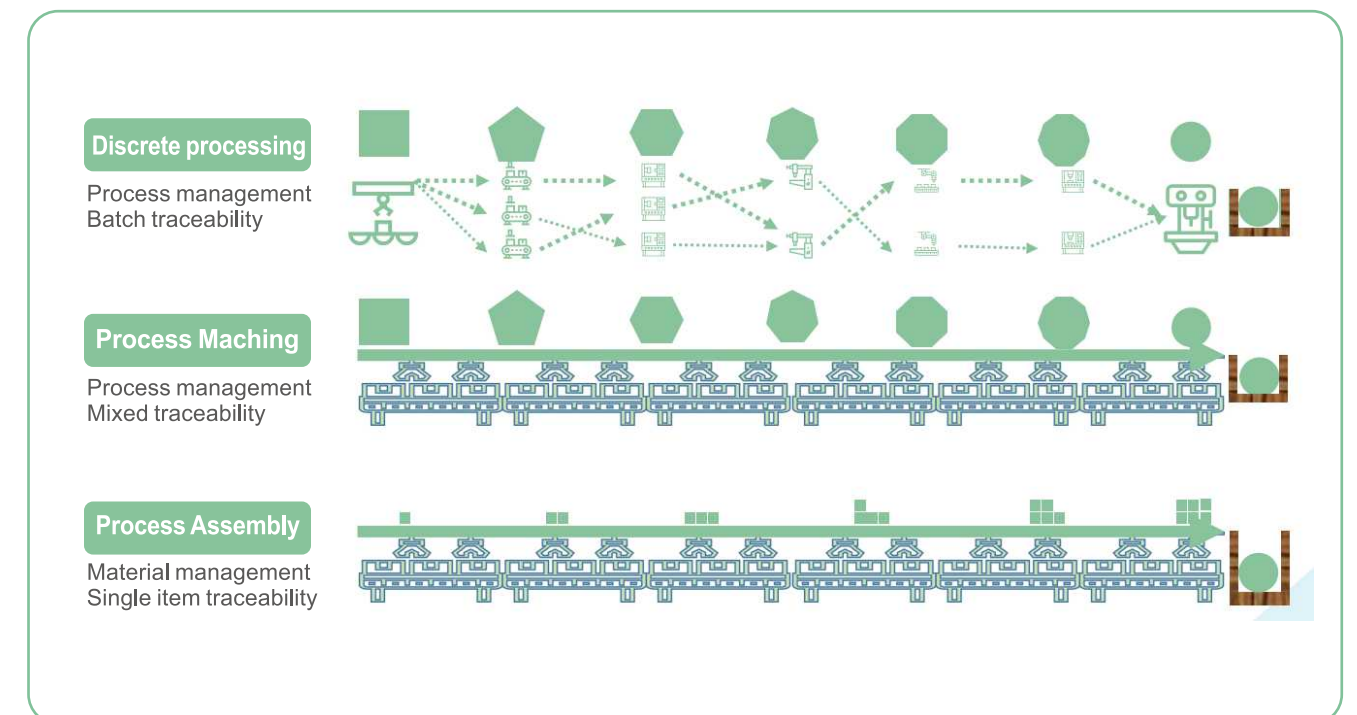 Discrete processing
Process management
Batch traceability
Process Maching
Process management
Mixed traceability
Process Assembly
Material management
Single item traceability